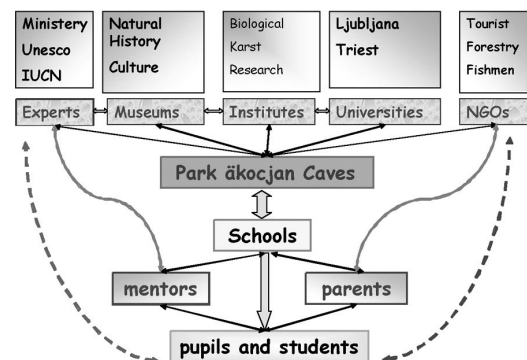 Ministery
Unesco
IUCN
Natural
History
Culture
Biological
Karst
Research
Ljubljana
Triest
Tourist
Forestry
Fishmen
Experts
Museums
Institutes
Universities
NGOs
Park äkocjan Caves
Schools
mentors
parents
pupils and students